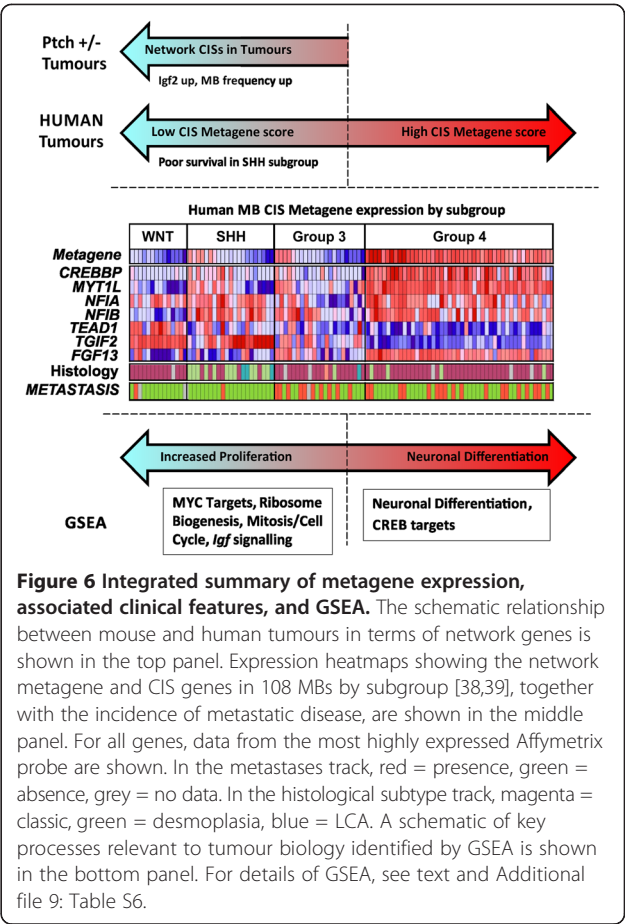 Ptch +/-
Tumours
Network CISs in Tumours
Igf2 up, MB frequency up
HUMAN
Tumours
Low CIS Metagene score
High CIS Metagene score
Poor survival in SHH subgroup
Human MB CIS Metagene expression by subgroup
WNT SHH Group 3 Group 4
Metagene
CREBBP
MYT1L
NFIA
NFIB
TEAD1
TGIF2
FGF13
Histology
METASTASIS
Increased Proliferation
Neuronal Differentiation
GSEA
MYC Targets, Ribosome
Biogenesis, Mitosis/Cell
Cycle, Igf signalling
Neuronal Differentiation,
CREB targets
Figure 6 Integrated summary of metagene expression,
associated clinical features, and GSEA. The schematic relationship
between mouse and human tumours in terms of network genes is
shown in the top panel. Expression heatmaps showing the network
metagene and CIS genes in 108 MBs by subgroup [38,39], together
with the incidence of metastatic disease, are shown in the middle
panel. For all genes, data from the most highly expressed Affymetrix
probe are shown. In the metastases track, red = presence, green =
absence, grey = no data. In the histological subtype track, magenta =
classic, green = desmoplasia, blue = LCA. A schematic of key
processes relevant to tumour biology identified by GSEA is shown
in the bottom panel. For details of GSEA, see text and Additional
file 9: Table S6.